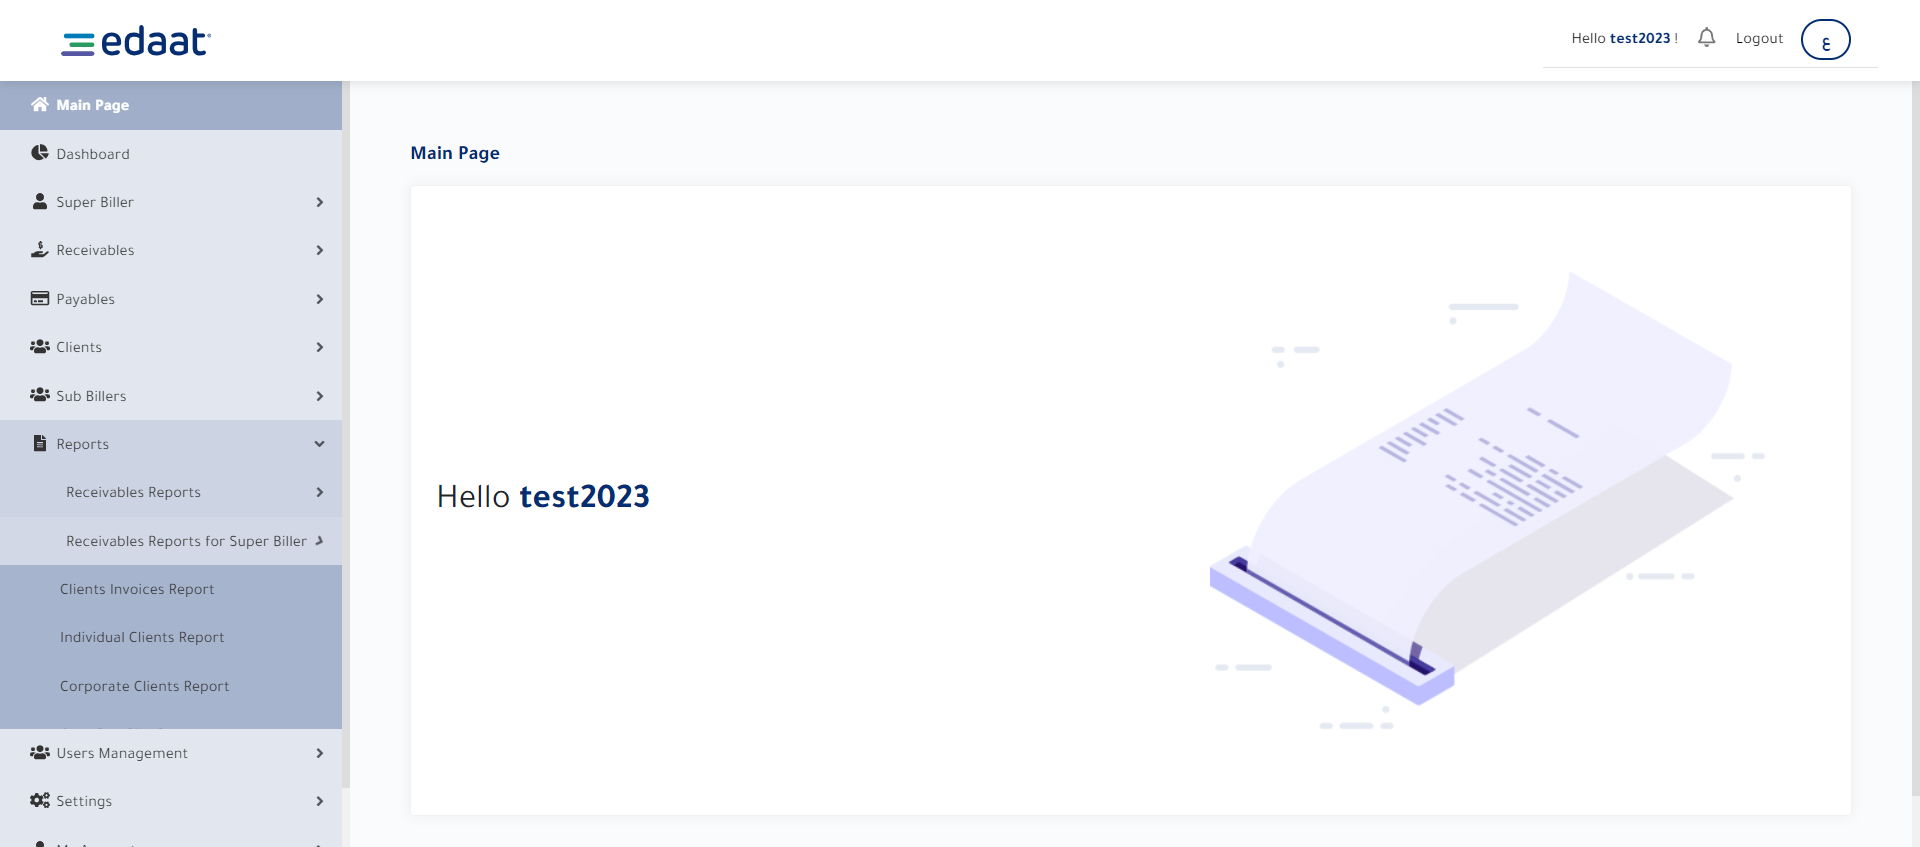 edaat
Hello test2023 !
Logout
ع
Main Page
Dashboard
Super Biller
Receivables
Payables
Clients
Sub Billers
Reports
Receivables Reports
Receivables Reports for Super Biller
Clients Invoices Report
Individual Clients Report
Corporate Clients Report
Users Management
Settings
Main Page
Hello test2023